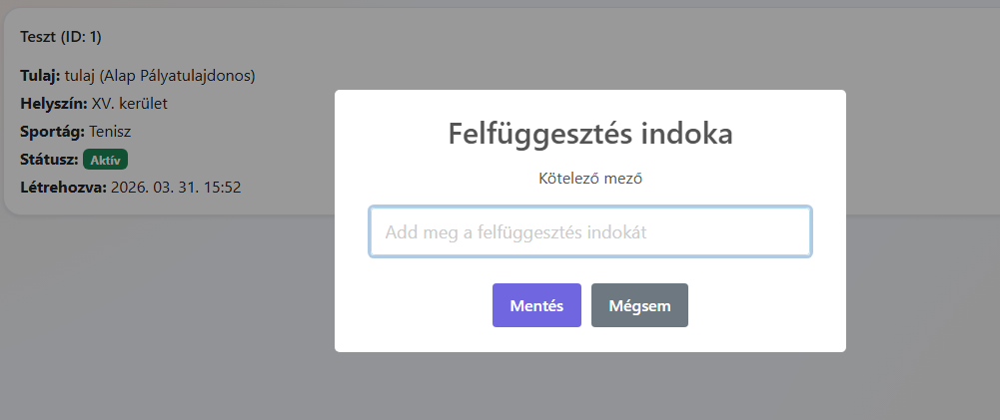 Teszt (ID: 1)
Tulaj: tulaj (Alap Pályatulajdonos)
Helyszín: XV. kerület
Sportág: Tenisz
Státusz: Aktív
Létrehozva: 2026. 03. 31. 15:52
Felfüggesztés indoka
Kötelező mező
Add meg a felfüggesztés indokát
Mentés Mégsem